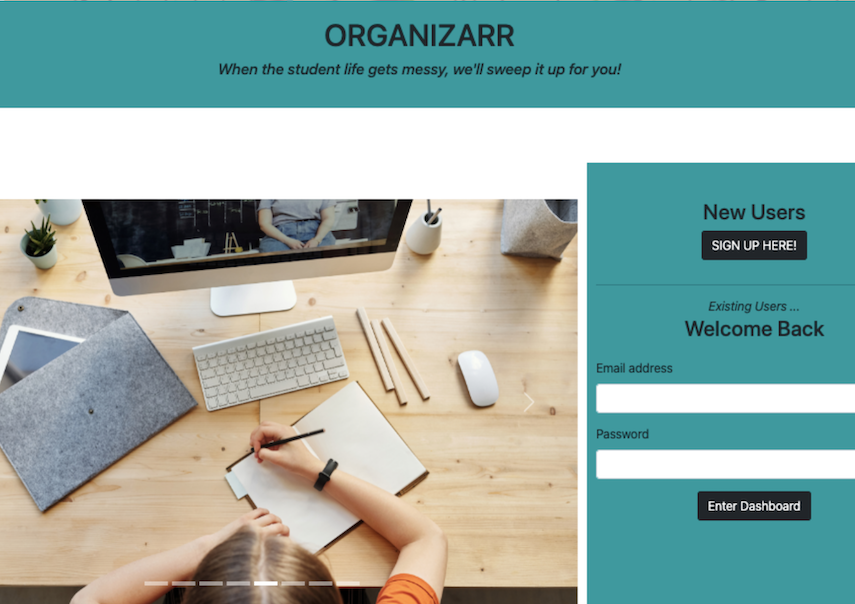 ORGANIZARR
When the student life gets messy, we'll sweep it up for you!
New Users
SIGN UP HERE!
Existing Users ...
Welcome Back
Email address
Password
Enter Dashboard